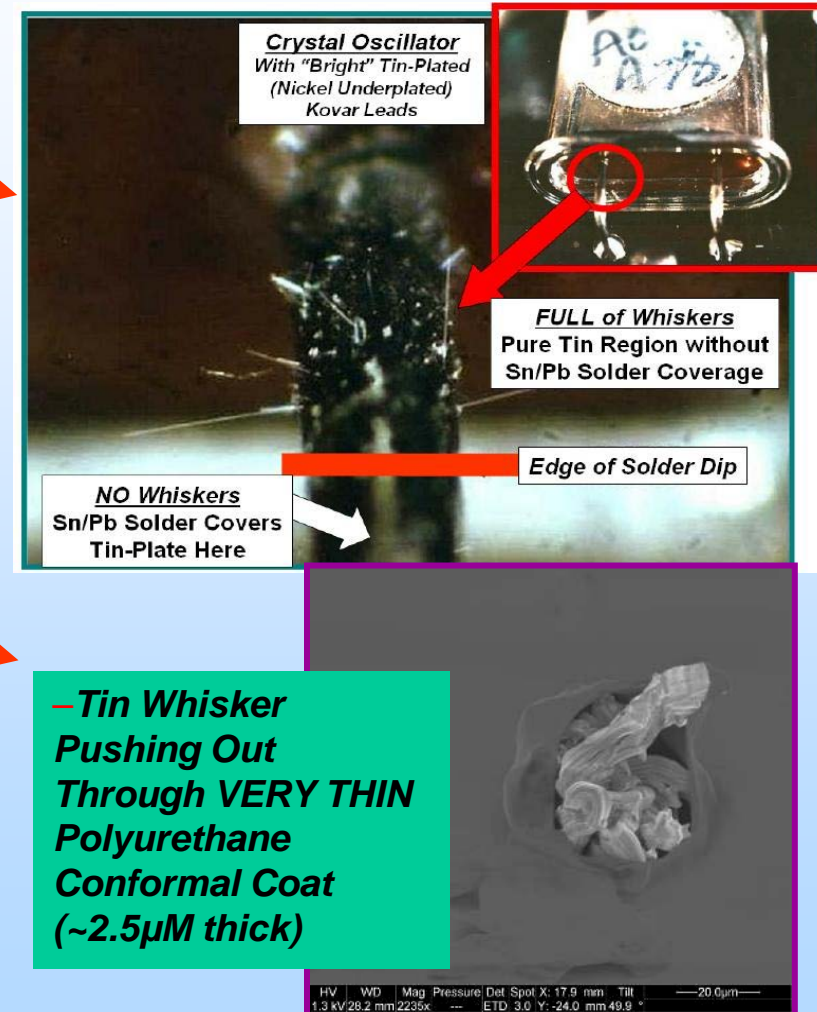 Crystal Oscillator
With “Bright” Tin-Plated
(Nickel Underplated)
Kovar Leads
FULL of Whiskers
Pure Tin Region without
Sn/Pb Solder Coverage
Edge of Solder Dip
NO Whiskers
Sn/Pb Solder Covers
Tin-Plate Here
–Tin Whisker
Pushing Out
Through VERY THIN
Polyurethane
Conformal Coat
(~2.5µM thick)
HV WD Mag Pressure Det Spot X: 17.9 mm Tilt 20.0µm
1.3 kV 28.2 mm 2235x --- ETD 3.0 Y: -24.0 mm 49.9 °